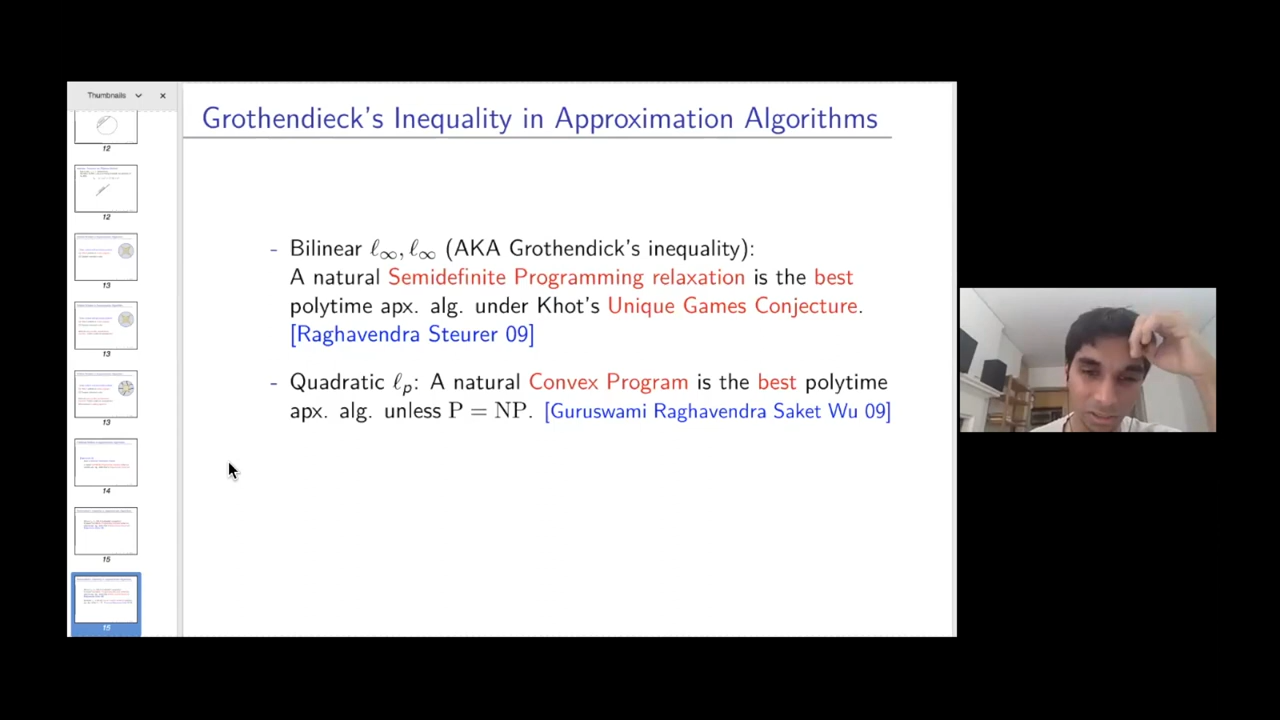 Thumbnails
12
12
13
13
13
14
15
15
Grothendieck's Inequality in Approximation Algorithms
- Bilinear ℓ∞, ℓ∞ (AKA Grothendick's inequality):
A natural Semidefinite Programming relaxation is the best
polytime apx. alg. under Khot's Unique Games Conjecture.
[Raghavendra Steurer 09]
- Quadratic ℓp: A natural Convex Program is the best polytime
apx. alg. unless P = NP. [Guruswami Raghavendra Saket Wu 09]